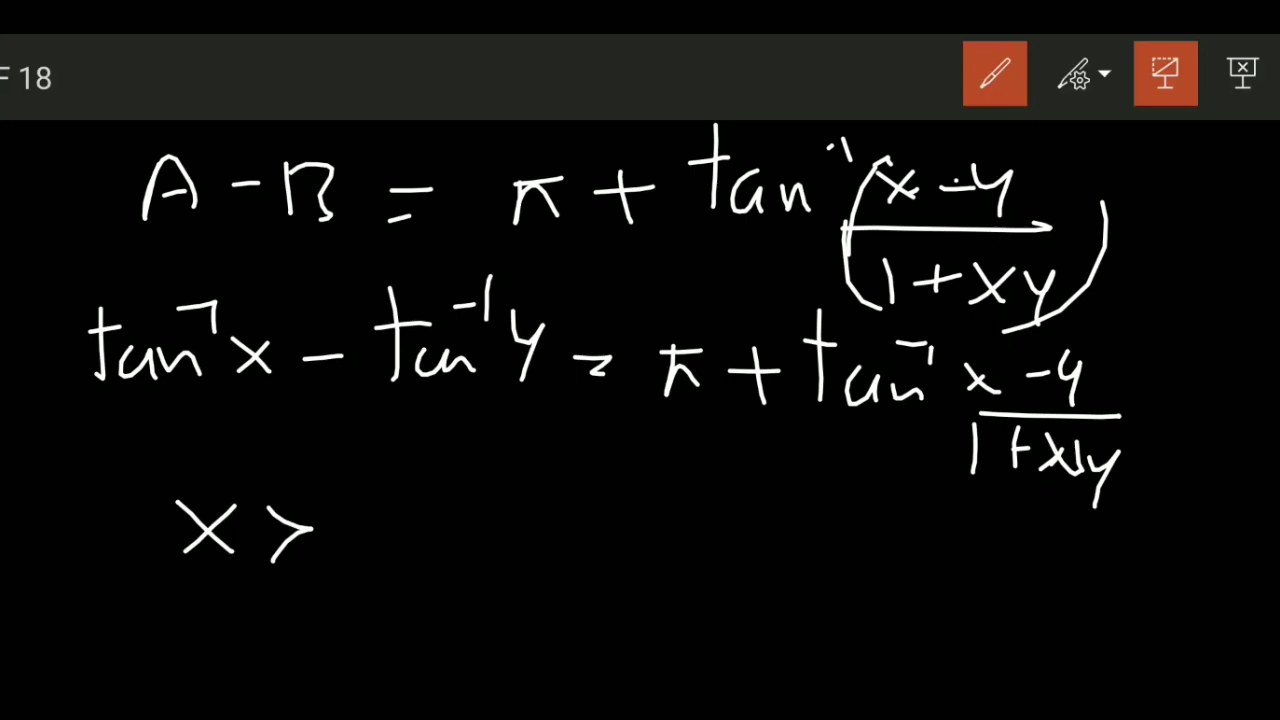 F 18
A - B = π + tan⁻¹ (x - y / 1 + xy)
tan⁻¹x - tan⁻¹y = π + tan⁻¹ x - y / 1 + xy
x >